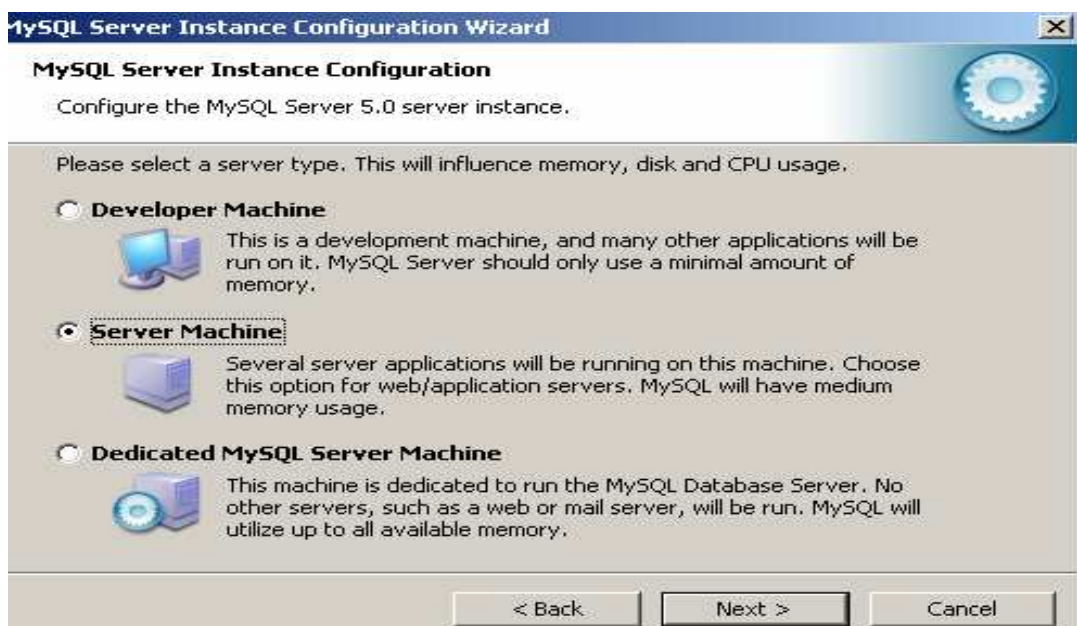 MySQL Server Instance Configuration Wizard
MySQL Server Instance Configuration
Configure the MySQL Server 5.0 server instance.
Please select a server type. This will influence memory, disk and CPU usage.
Developer Machine
This is a development machine, and many other applications will be
run on it. MySQL Server should only use a minimal amount of
memory.
Server Machine
Several server applications will be running on this machine. Choose
this option for web/application servers. MySQL will have medium
memory usage.
Dedicated MySQL Server Machine
This machine is dedicated to run the MySQL Database Server. No
other servers, such as a web or mail server, will be run. MySQL will
utilize up to all available memory.
< Back Next > Cancel